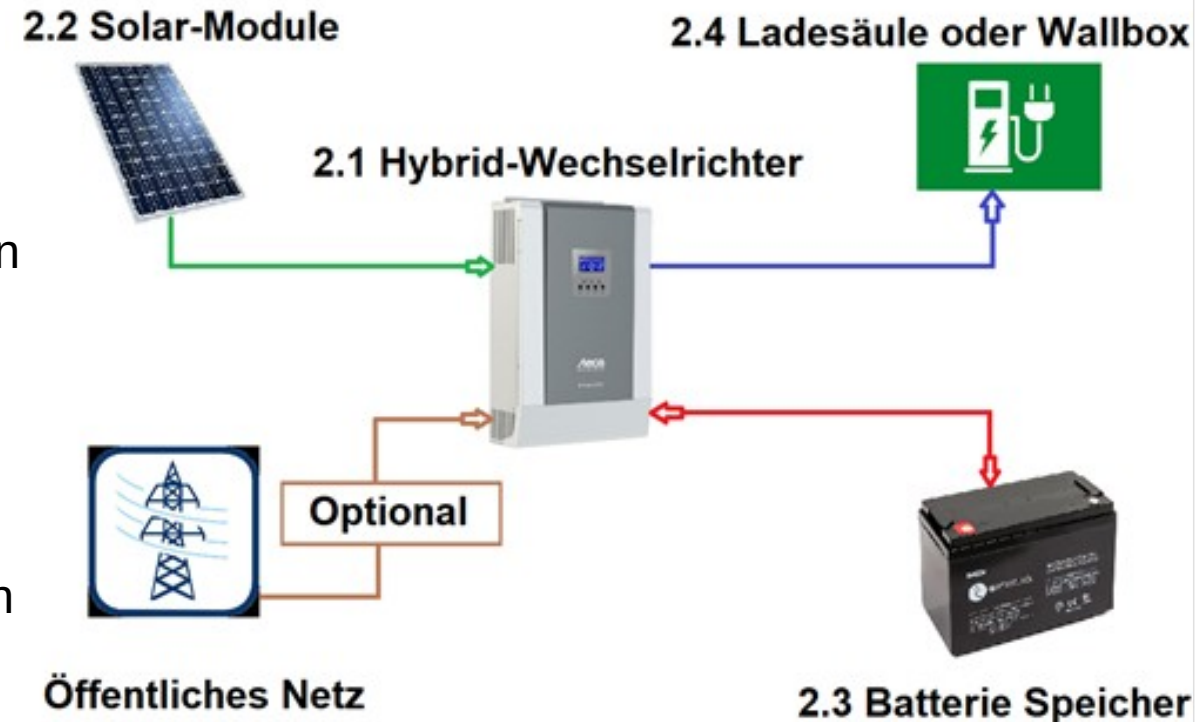 2.2 Solar-Module
2.4 Ladesäule oder Wallbox
2.1 Hybrid-Wechselrichter
n
Optional
n
Öffentliches Netz
2.3 Batterie Speicher